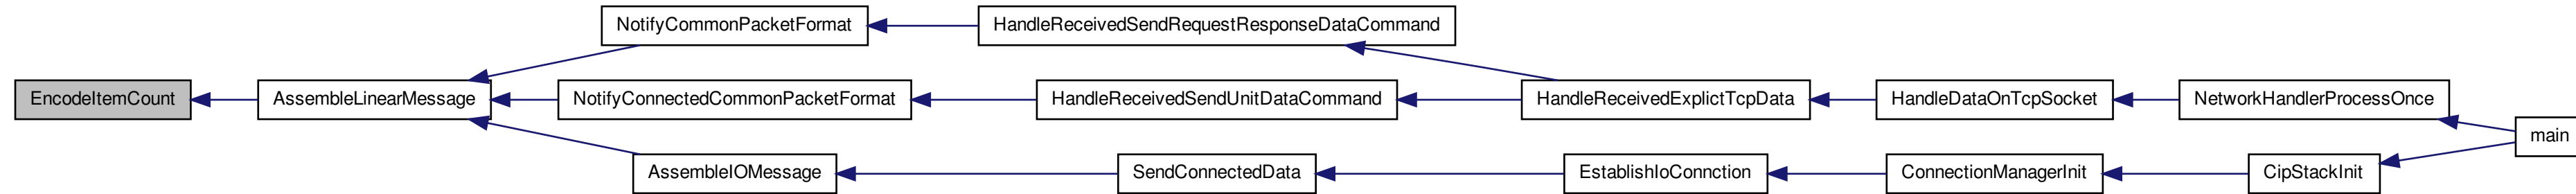 NotifyCommonPacketFormat
HandleReceivedSendRequestResponseDataCommand
EncodeItemCount
AssembleLinearMessage
NotifyConnectedCommonPacketFormat
HandleReceivedSendUnitDataCommand
HandleReceivedExplictTcpData
HandleDataOnTcpSocket
NetworkHandlerProcessOnce
main
AssembleIOMessage
SendConnectedData
EstablishIoConnction
ConnectionManagerInit
CipStackInit